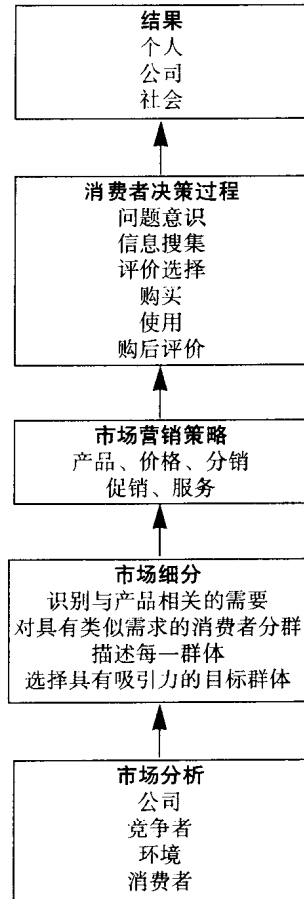 结果
个人
公司
社会
消费者决策过程
问题意识
信息搜集
评价选择
购买
使用
购后评价
市场营销策略
产品、价格、分销
促销、服务
市场细分
识别与产品相关的需要
对具有类似需求的消费者分群
描述每一群体
选择具有吸引力的目标群体
市场分析
公司
竞争者
环境
消费者